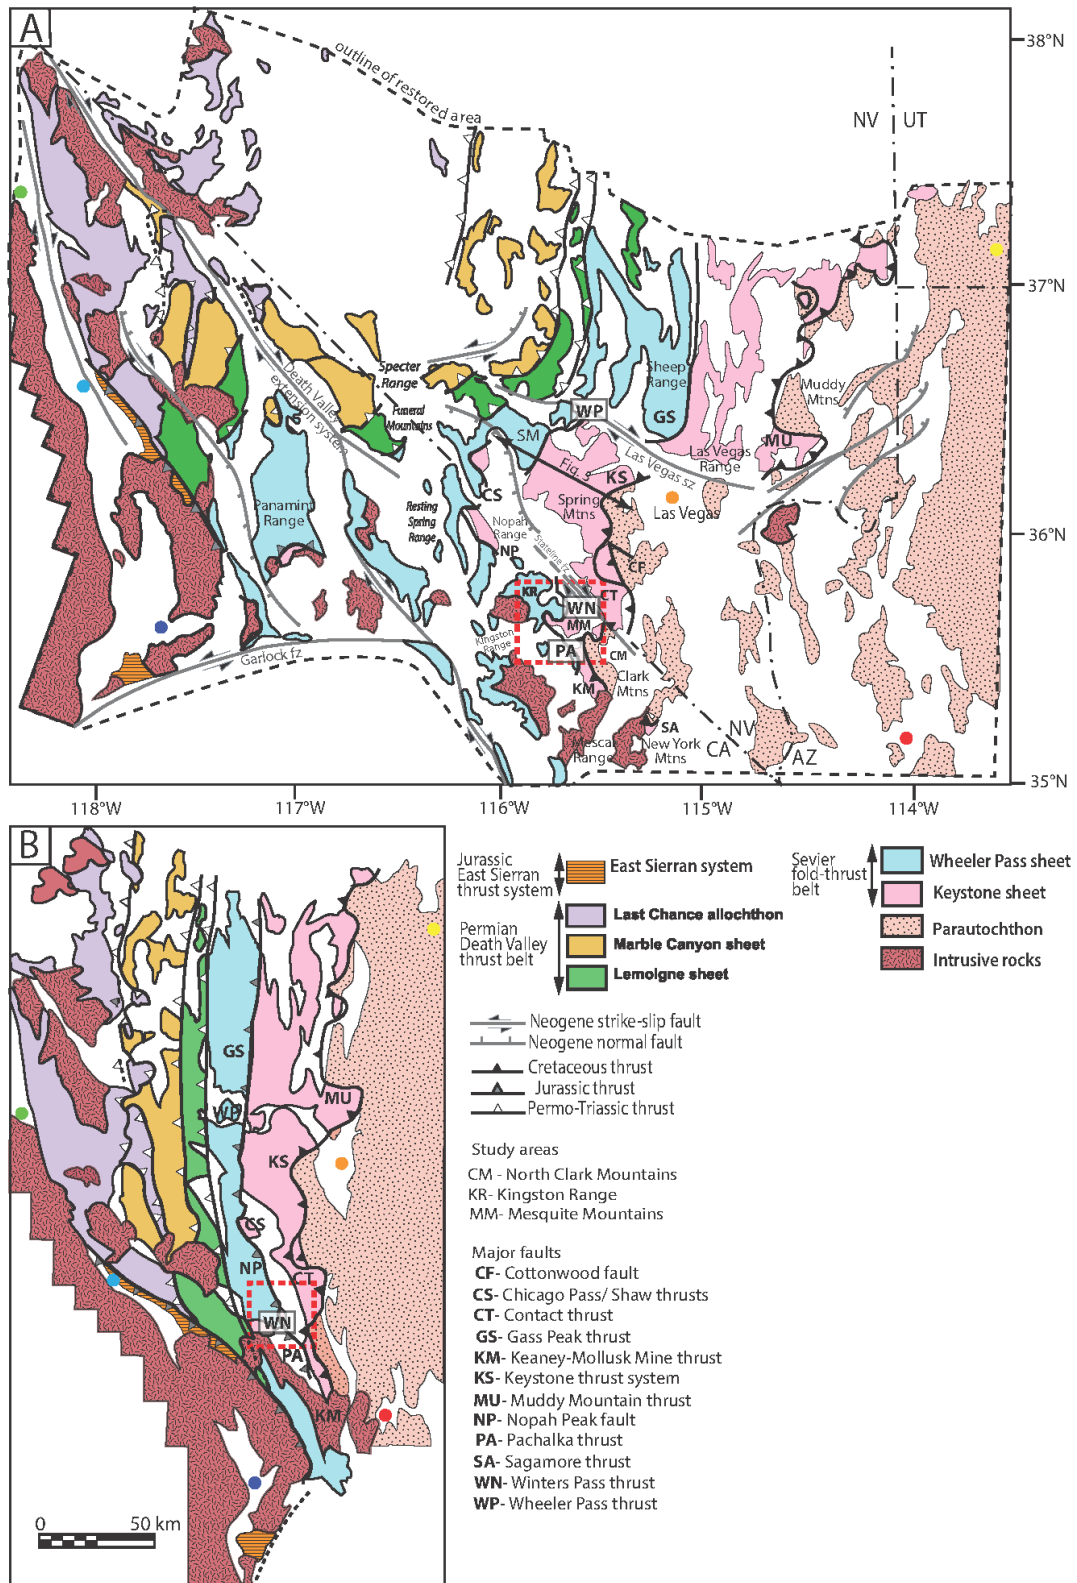 A
38°N
outline of restored area
NV
UT
37°N
Death Valley
extension system
Specter
Range
Funeral
Mountains
Sheep
Range
GS
Muddy
Mtns
WP
SM
MU
Las Vegas
Range
Las Vegas sz
Fig. 3
KS
Spring
Mtns
Las Vegas
CS
Panamint
Range
Resting
Spring
Range
Nopah
Range
NP
Stateline fz
36°N
CF
KR
CT
WN
MM
Kingston
Range
PA
CM
Garlock fz
Clark
Mtns
KM
SA
NV
Mescal
Range
New York
Mtns
CA
AZ
35°N
118°W
117°W
116°W
115°W
114°W
B
GS
WP
MU
KS
CS
NP
CT
WN
PA
KM
0
50 km
Jurassic
East Sierran
thrust system
East Sierran system
Permian
Death Valley
thrust belt
Last Chance allochthon
Marble Canyon sheet
Lemoigne sheet
Sevier
fold-thrust
belt
Wheeler Pass sheet
Keystone sheet
Parautochthon
Intrusive rocks
Neogene strike-slip fault
Neogene normal fault
Cretaceous thrust
Jurassic thrust
Permo-Triassic thrust
Study areas
CM - North Clark Mountains
KR- Kingston Range
MM- Mesquite Mountains
Major faults
CF- Cottonwood fault
CS- Chicago Pass/ Shaw thrusts
CT- Contact thrust
GS- Gass Peak thrust
KM- Keaney-Mollusk Mine thrust
KS- Keystone thrust system
MU- Muddy Mountain thrust
NP- Nopah Peak fault
PA- Pachalka thrust
SA- Sagamore thrust
WN- Winters Pass thrust
WP- Wheeler Pass thrust